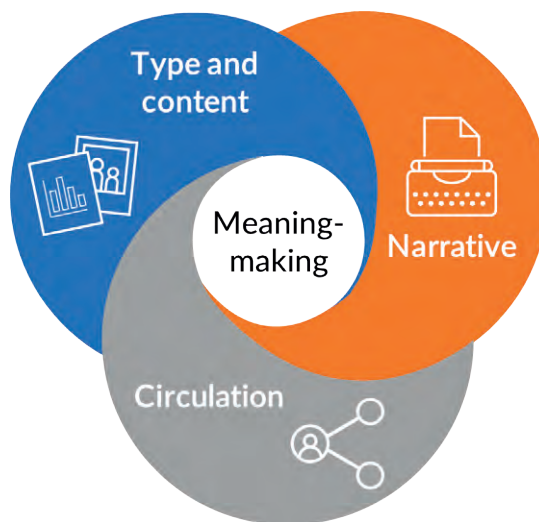 Type and
content
Narrative
Meaning-
making
Circulation